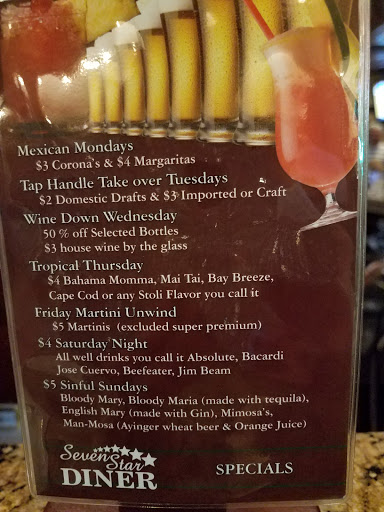 Mexican Mondays
$3 Corona's & $4 Margaritas
Tap Handle Take over Tuesdays
$2 Domestic Drafts & $3 Imported or Craft
Wine Down Wednesday
50 % off Selected Bottles
$3 house wine by the glass
Tropical Thursday
$4 Bahama Momma, Mai Tai, Bay Breeze,
Cape Cod or any Stoli Flavor you call it
Friday Martini Unwind
$5 Martinis (excluded super premium)
$4 Saturday Night
All well drinks you call it Absolute, Bacardi
Jose Cuervo, Beefeater, Jim Beam
$5 Sinful Sundays
Bloody Mary, Bloody Maria (made with tequila),
English Mary (made with Gin), Mimosa's,
Man-Mosa (Ayinger wheat beer & Orange Juice)
Seven Star
DINER
SPECIALS